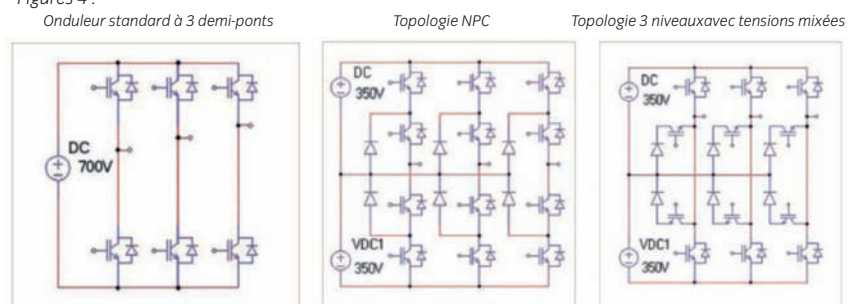 Figures 4 :
Onduleur standard à 3 demi-ponts
Topologie NPC
Topologie 3 niveauxavec tensions mixées
DC
700V
DC
350V
VDC1
350V
DC
350V
VDC1
350V